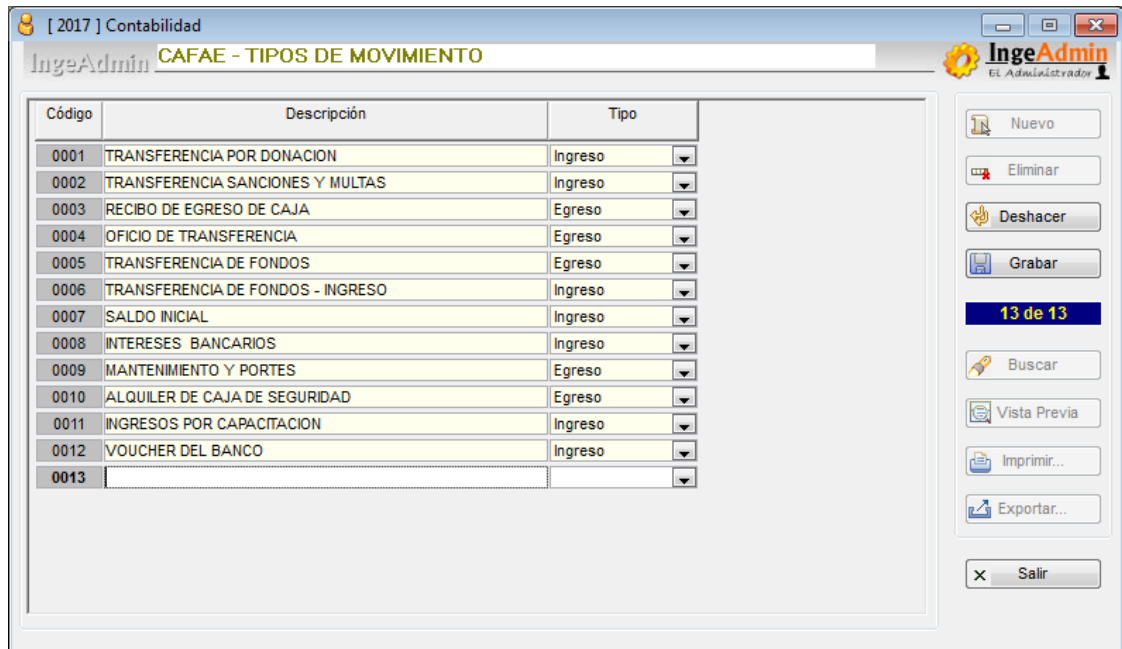 [ 2017 ] Contabilidad
IngeAdmin CAFAE - TIPOS DE MOVIMIENTO
IngeAdmin
El Administrador
Código Descripción Tipo
0001 TRANSFERENCIA POR DONACION Ingreso
0002 TRANSFERENCIA SANCIONES Y MULTAS Ingreso
0003 RECIBO DE EGRESO DE CAJA Egreso
0004 OFICIO DE TRANSFERENCIA Egreso
0005 TRANSFERENCIA DE FONDOS Egreso
0006 TRANSFERENCIA DE FONDOS - INGRESO Ingreso
0007 SALDO INICIAL Ingreso
0008 INTERESES  BANCARIOS Ingreso
0009 MANTENIMIENTO Y PORTES Egreso
0010 ALQUILER DE CAJA DE SEGURIDAD Egreso
0011 INGRESOS POR CAPACITACION Ingreso
0012 VOUCHER DEL BANCO Ingreso
0013
Nuevo
Eliminar
Deshacer
Grabar
13 de 13
Buscar
Vista Previa
Imprimir...
Exportar...
Salir